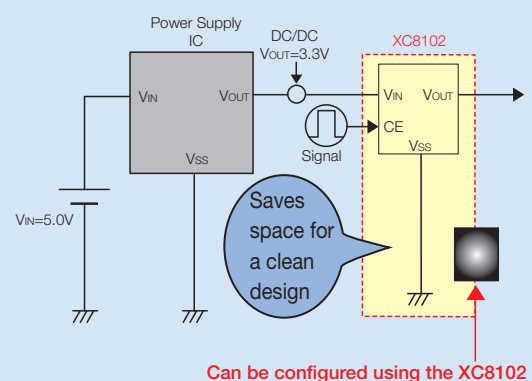 Power Supply
IC
DC/DC
VOUT=3.3V
XC8102
VIN
VOUT
VSS
VIN
VOUT
CE
VSS
Signal
VIN=5.0V
Saves
space for
a clean
design
Can be configured using the XC8102